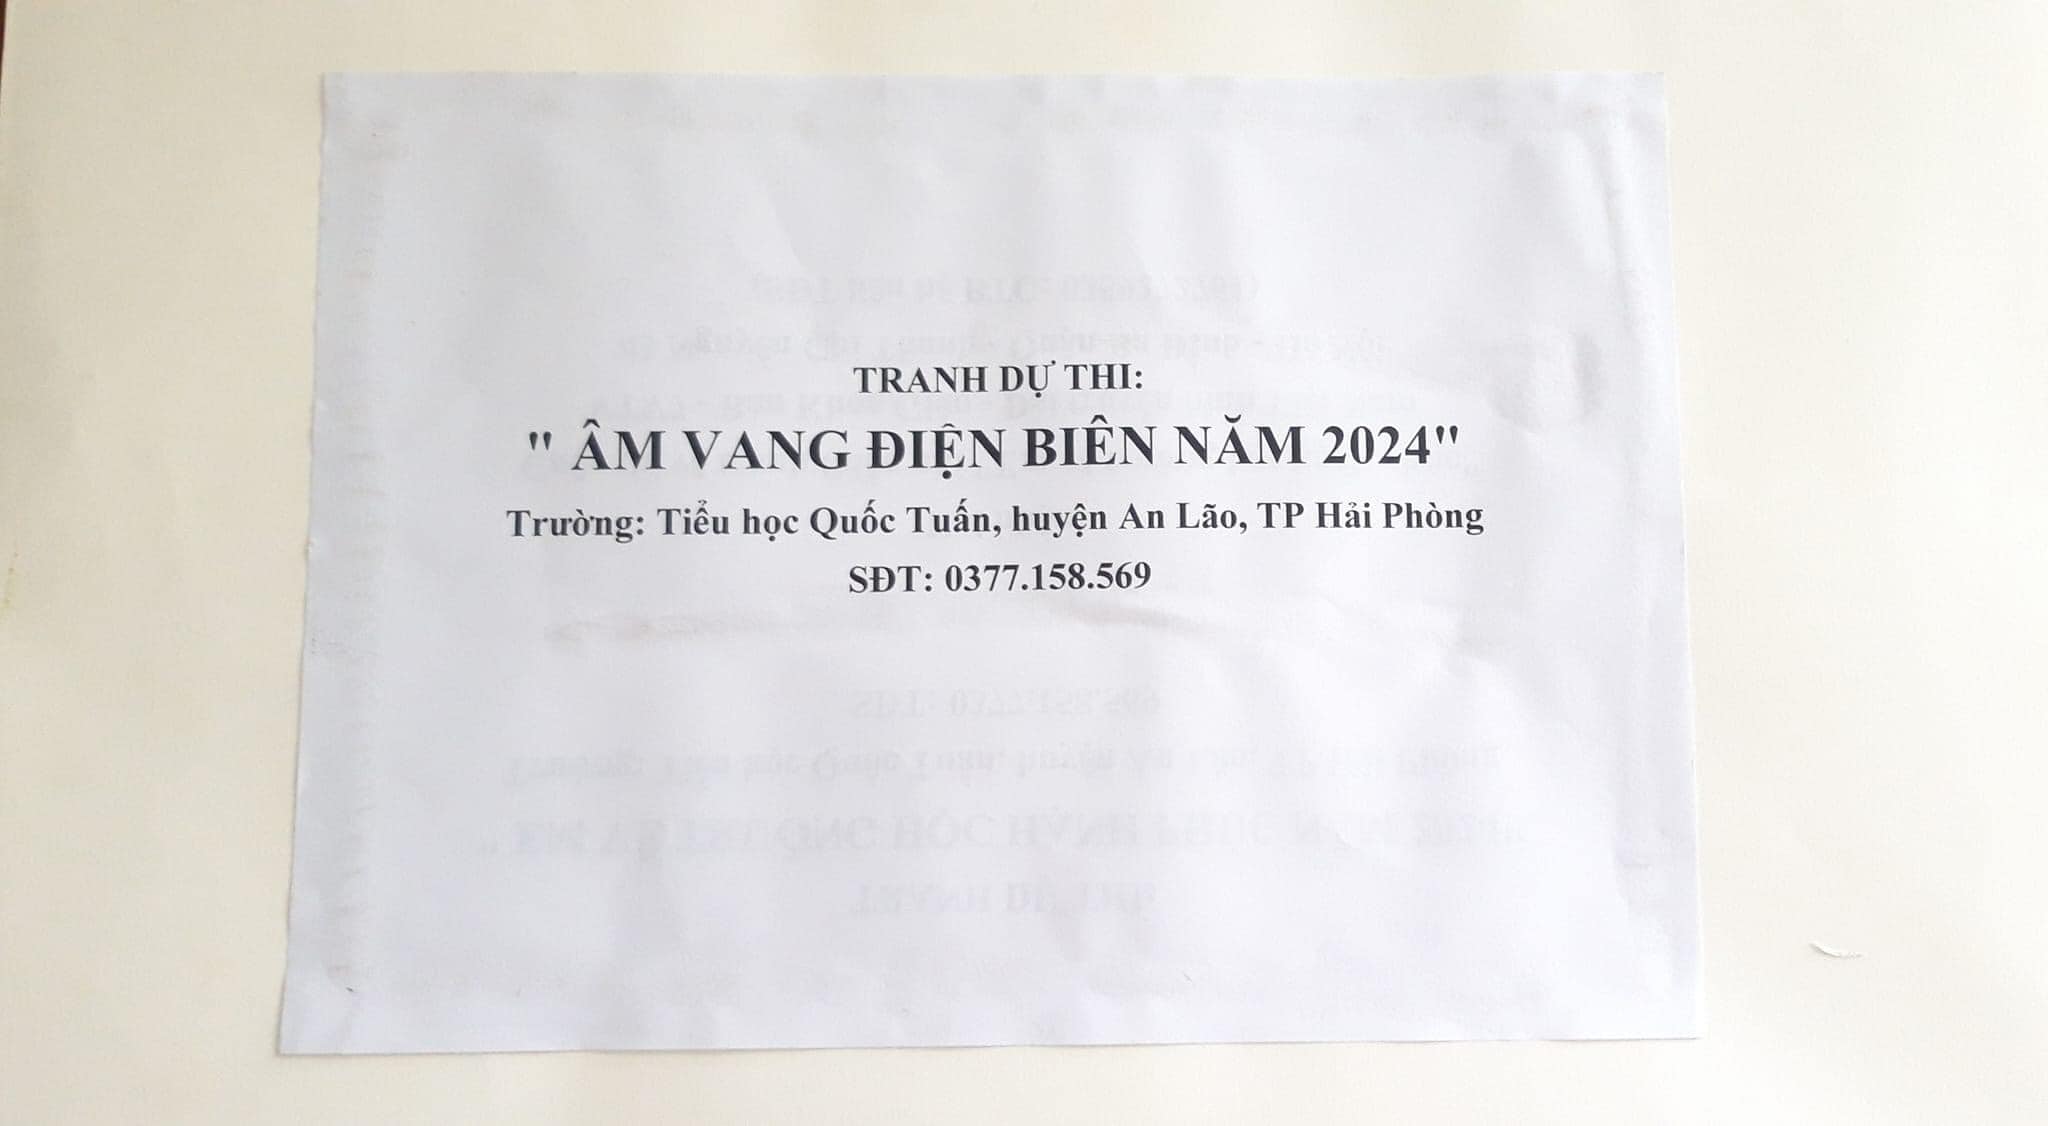 TRANH DỰ THI:
" ÂM VANG ĐIỆN BIÊN NĂM 2024"
Trường: Tiểu học Quốc Tuấn, huyện An Lão, TP Hải Phòng
SĐT: 0377.158.569